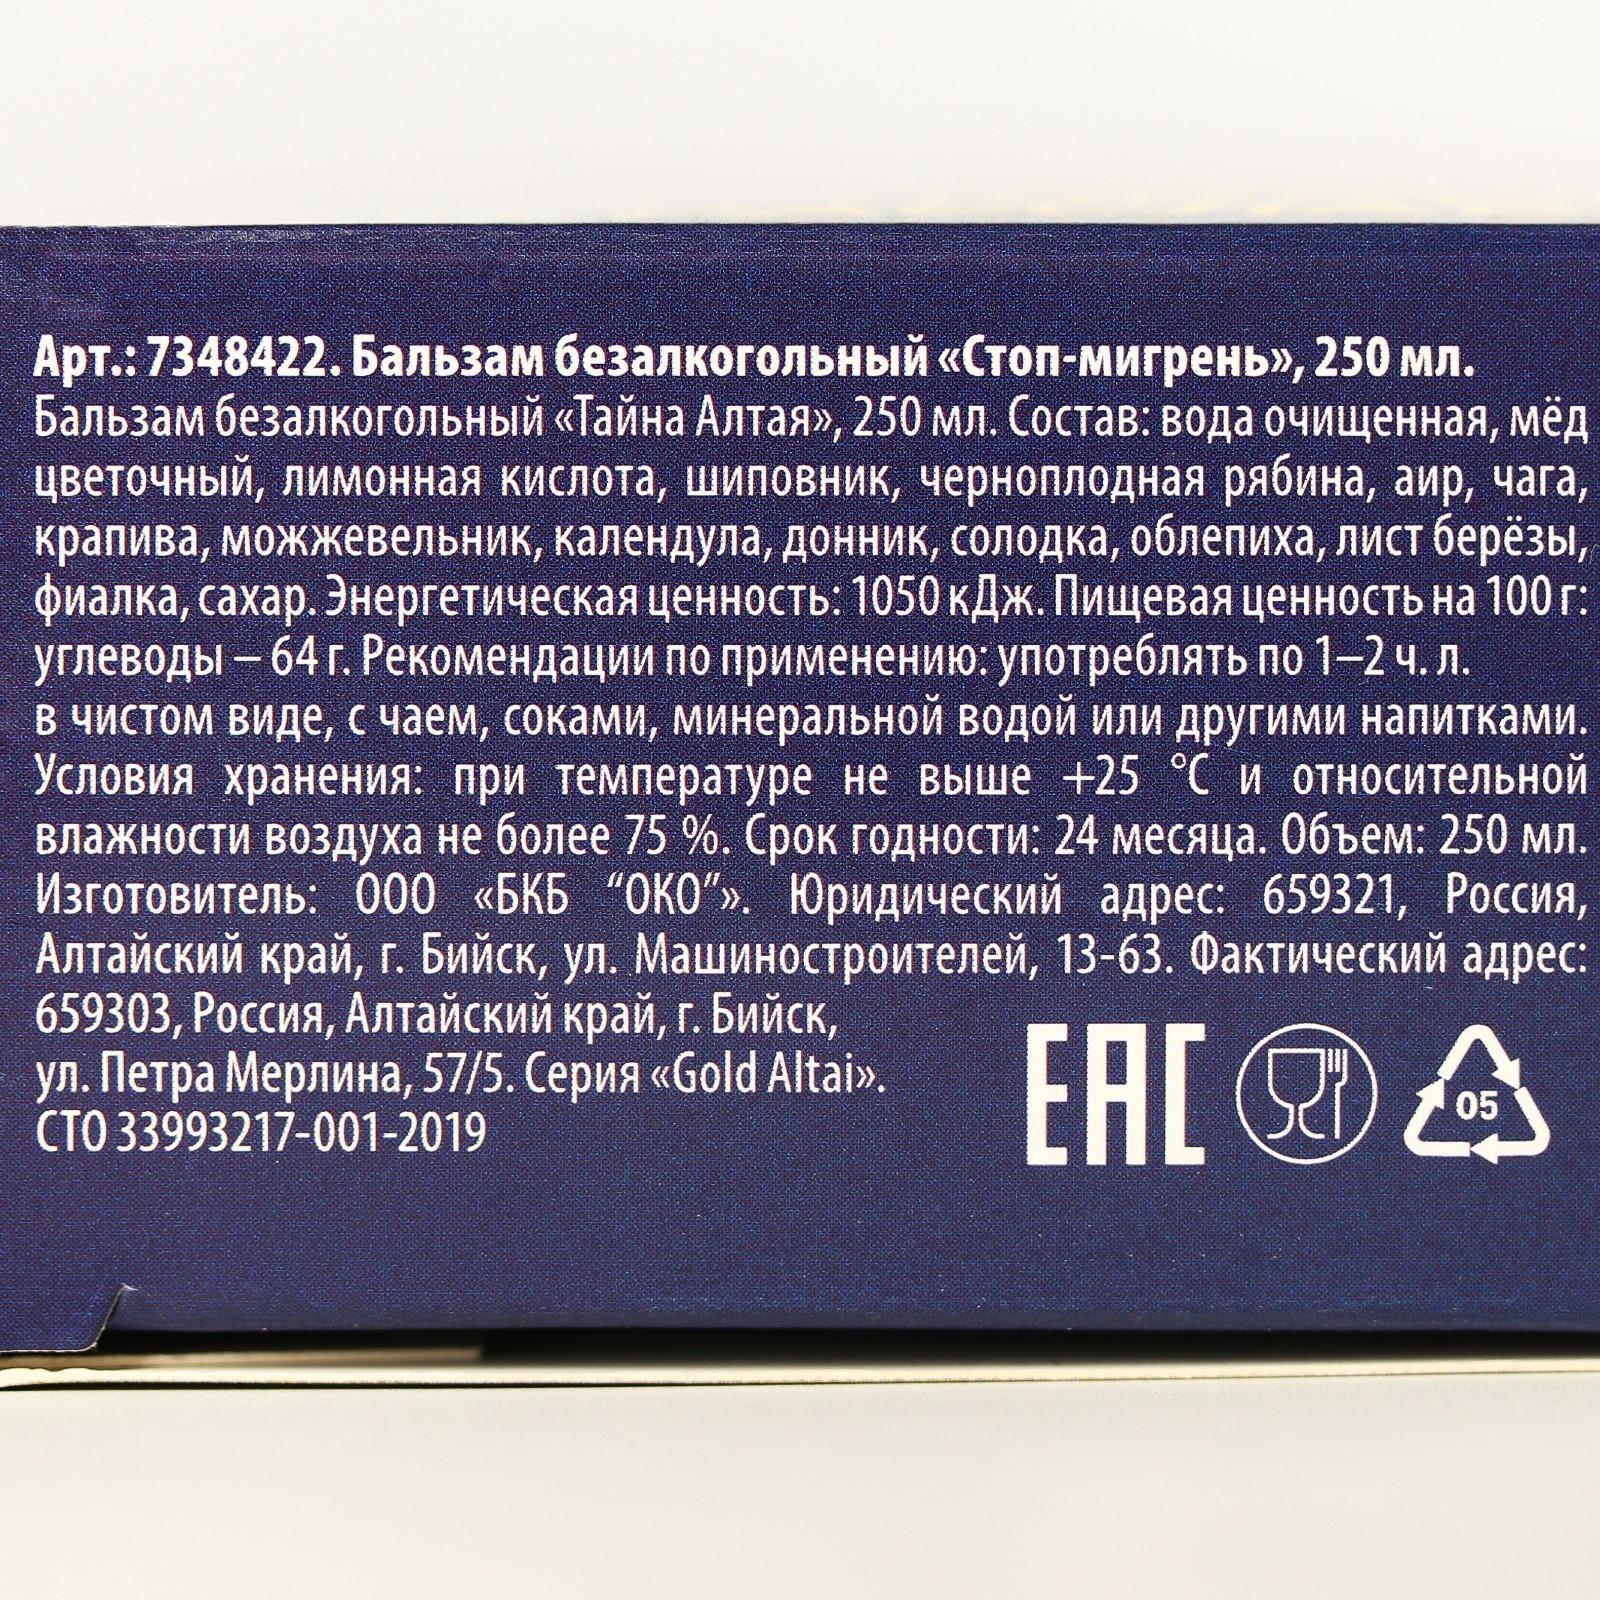 Арт.: 7348422. Бальзам безалкогольный «Стоп-мигрень», 250 мл.
Бальзам безалкогольный «Тайна Алтая», 250 мл. Состав: вода очищенная, мёд
цветочный, лимонная кислота, шиповник, черноплодная рябина, аир, чага,
крапива, можжевельник, календула, донник, солодка, облепиха, лист берёзы,
фиалка, сахар. Энергетическая ценность: 1050 кДж. Пищевая ценность на 100 г:
углеводы – 64 г. Рекомендации по применению: употреблять по 1–2 ч. л.
в чистом виде, с чаем, соками, минеральной водой или другими напитками.
Условия хранения: при температуре не выше +25 °С и относительной
влажности воздуха не более 75 %. Срок годности: 24 месяца. Объем: 250 мл.
Изготовитель: ООО «БКБ “ОКО”». Юридический адрес: 659321, Россия,
Алтайский край, г. Бийск, ул. Машиностроителей, 13-63. Фактический адрес:
659303, Россия, Алтайский край, г. Бийск,
ул. Петра Мерлина, 57/5. Серия «Gold Altai».
СТО 33993217-001-2019
EAC
05